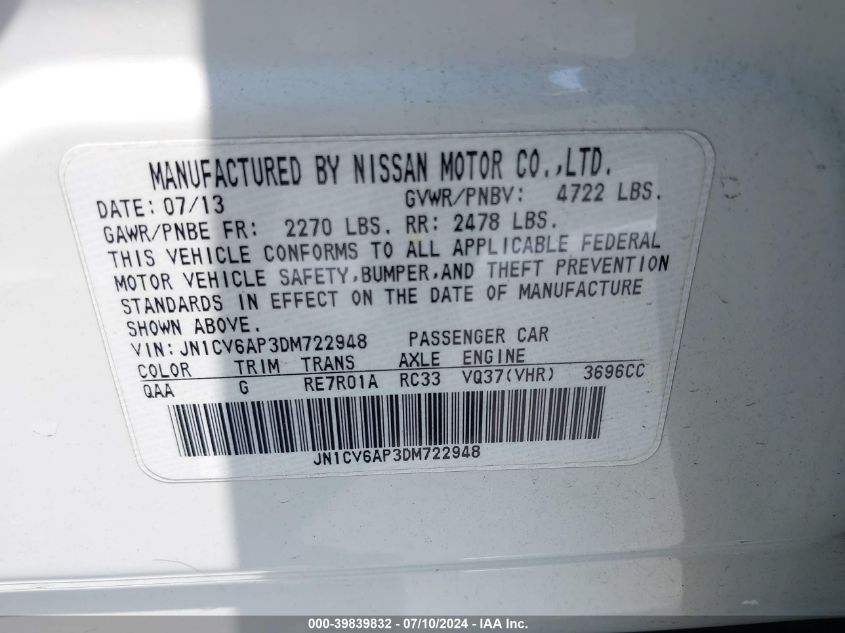 MANUFACTURED BY NISSAN MOTOR CO.,LTD.
DATE: 07/13 GVWR/PNBV: 4722 LBS.
GAWR/PNBE FR: 2270 LBS. RR: 2478 LBS.
THIS VEHICLE CONFORMS TO ALL APPLICABLE FEDERAL
MOTOR VEHICLE SAFETY,BUMPER,AND THEFT PREVENTION
STANDARDS IN EFFECT ON THE DATE OF MANUFACTURE
SHOWN ABOVE.
VIN: JN1CV6AP3DM722948 PASSENGER CAR
COLOR TRIM TRANS AXLE ENGINE
QAA G RE7R01A RC33 VQ37(VHR) 3696CC
JN1CV6AP3DM722948
000-39839832 - 07/10/2024 - © IAA Inc.